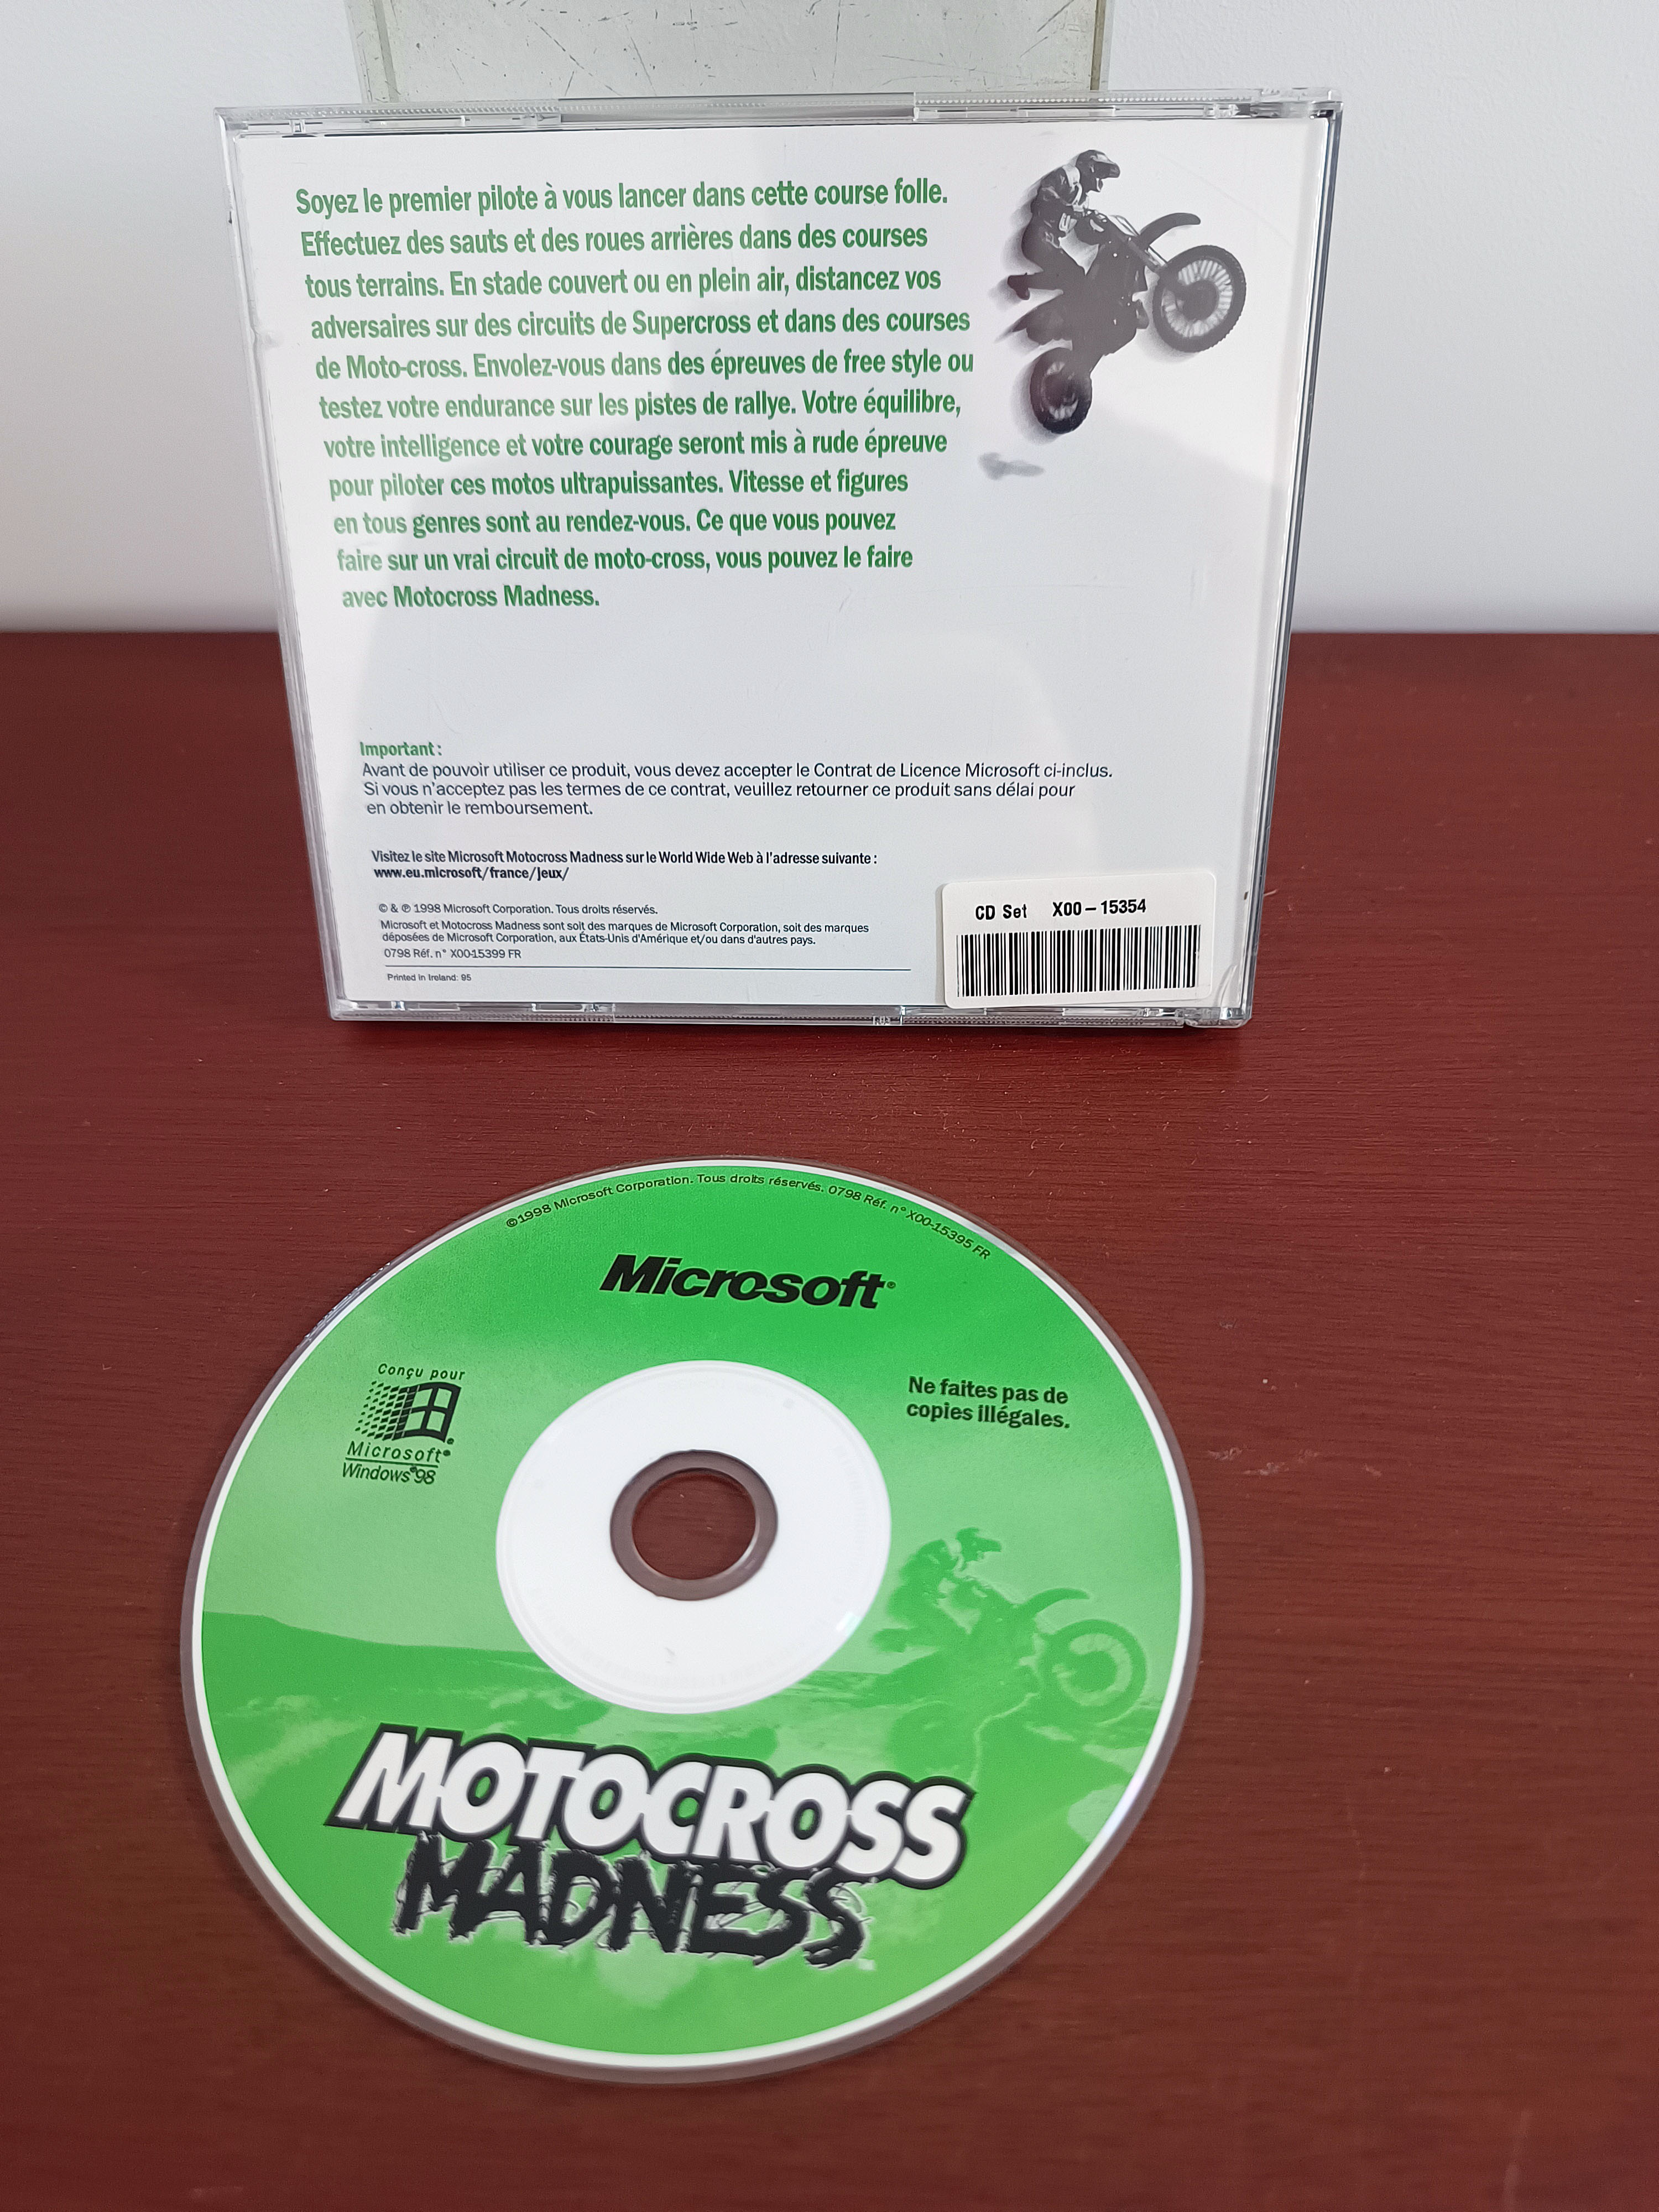 Soyez le premier pilote à vous lancer dans cette course folle.
Effectuez des sauts et des roues arrières dans des courses
tous terrains. En stade couvert ou en plein air, distancez vos
adversaires sur des circuits de Supercross et dans des courses
de Moto-cross. Envolez-vous dans des épreuves de free style ou
testez votre endurance sur les pistes de rallye. Votre équilibre,
votre intelligence et votre courage seront mis à rude épreuve
pour piloter ces motos ultrapuissantes. Vitesse et figures
en tous genres sont au rendez-vous. Ce que vous pouvez
faire sur un vrai circuit de moto-cross, vous pouvez le faire
avec Motocross Madness.
Important :
Avant de pouvoir utiliser ce produit, vous devez accepter le Contrat de Licence Microsoft ci-inclus.
Si vous n'acceptez pas les termes de ce contrat, veuillez retourner ce produit sans délai pour
en obtenir le remboursement.
Visitez le site Microsoft Motocross Madness sur le World Wide Web à l'adresse suivante :
www.eu.microsoft/france/jeux/
© & ℗ 1998 Microsoft Corporation. Tous droits réservés.
Microsoft et Motocross Madness sont soit des marques de Microsoft Corporation, soit des marques
déposées de Microsoft Corporation, aux États-Unis d'Amérique et/ou dans d'autres pays.
0798 Réf. n° X00-15399 FR
Printed in Ireland: 95
CD Set X00-15354
©1998 Microsoft Corporation. Tous droits réservés. 0798 Réf. n° X00-15395 FR
Microsoft®
Conçu pour
Microsoft®
Windows®98
Ne faites pas de
copies illégales.
MOTOCROSS
MADNESS